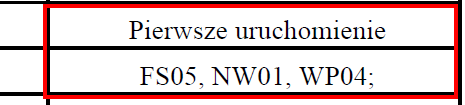 Pierwsze uruchomienie
FS05, NW01, WP04;